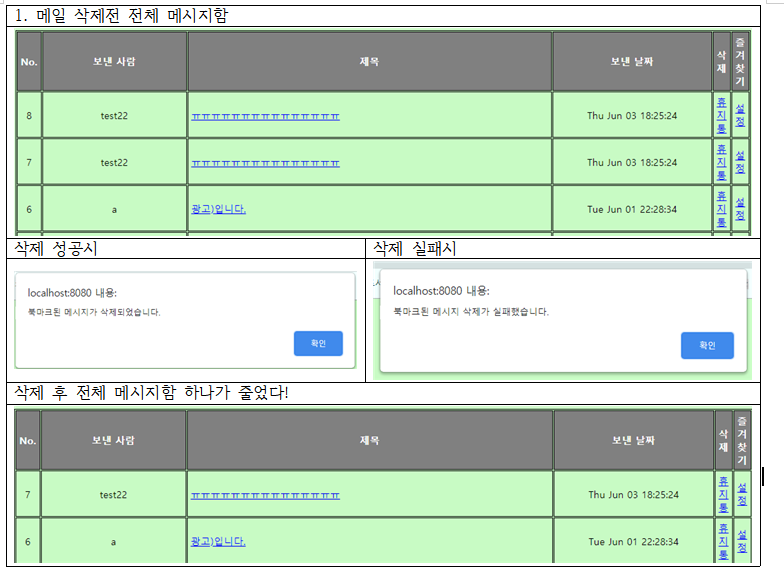 1. 메일 삭제전 전체 메시지함
No. 보낸 사람 제목 보낸 날짜 삭제 즐겨찾기
8 test22 ㅠㅠㅠㅠㅠㅠㅠㅠㅠㅠㅠㅠㅠㅠㅠ Thu Jun 03 18:25:24 휴지통 설정
7 test22 ㅠㅠㅠㅠㅠㅠㅠㅠㅠㅠㅠㅠㅠㅠㅠ Thu Jun 03 18:25:24 휴지통 설정
6 a 광고)입니다. Tue Jun 01 22:28:34 휴지통 설정
삭제 성공시
localhost:8080 내용:
북마크된 메시지가 삭제되었습니다.
확인
삭제 실패시
localhost:8080 내용:
북마크된 메시지 삭제가 실패했습니다.
확인
삭제 후 전체 메시지함 하나가 줄었다!
No. 보낸 사람 제목 보낸 날짜 삭제 즐겨찾기
7 test22 ㅠㅠㅠㅠㅠㅠㅠㅠㅠㅠㅠㅠㅠㅠㅠ Thu Jun 03 18:25:24 휴지통 설정
6 a 광고)입니다. Tue Jun 01 22:28:34 휴지통 설정